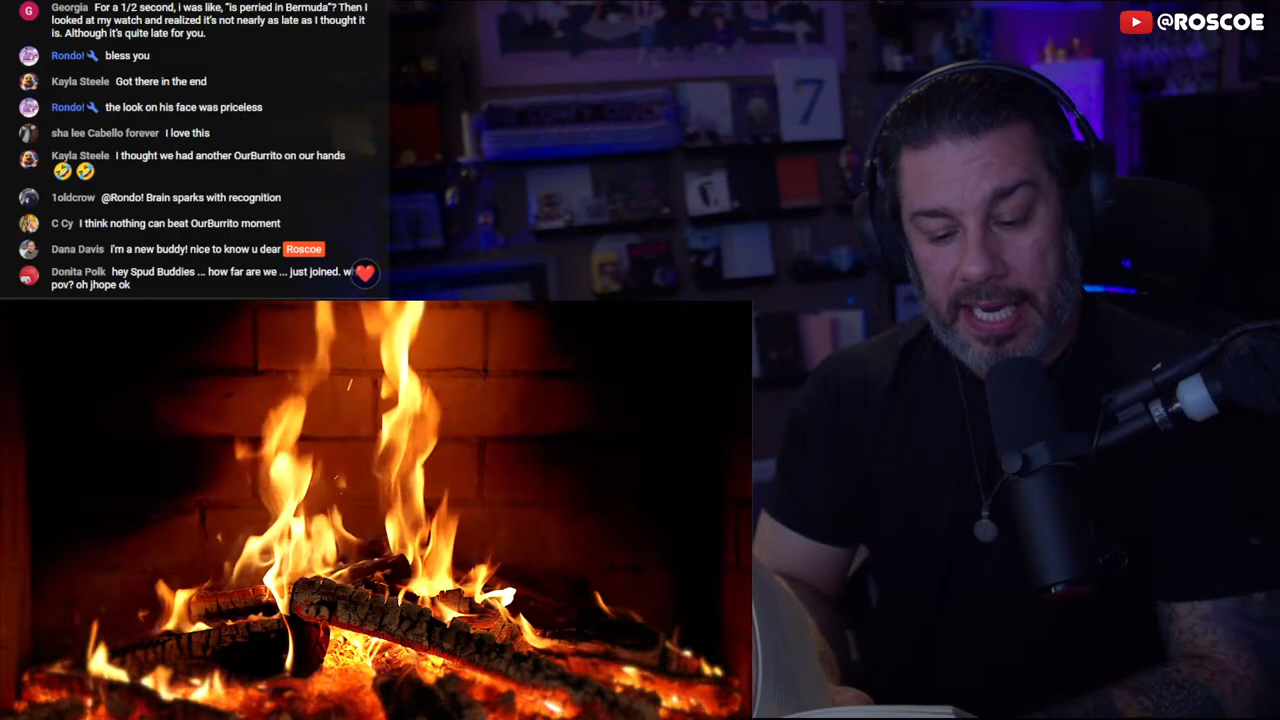 G Georgia For a 1/2 second, i was like, "is perried in Bermuda"? Then I
looked at my watch and realized it's not nearly as late as I thought it
is. Although it's quite late for you.
@ROSCOE
Rondo! bless you
Kayla Steele Got there in the end
Rondo! the look on his face was priceless
sha lee Cabello forever I love this
Kayla Steele I thought we had another OurBurrito on our hands
🤣 🤣
1oldcrow @Rondo! Brain sparks with recognition
C Cy I think nothing can beat OurBurrito moment
Dana Davis i'm a new buddy! nice to know u dear Roscoe
Donita Polk hey Spud Buddies ... how far are we ... just joined.
pov? oh jhope ok
7